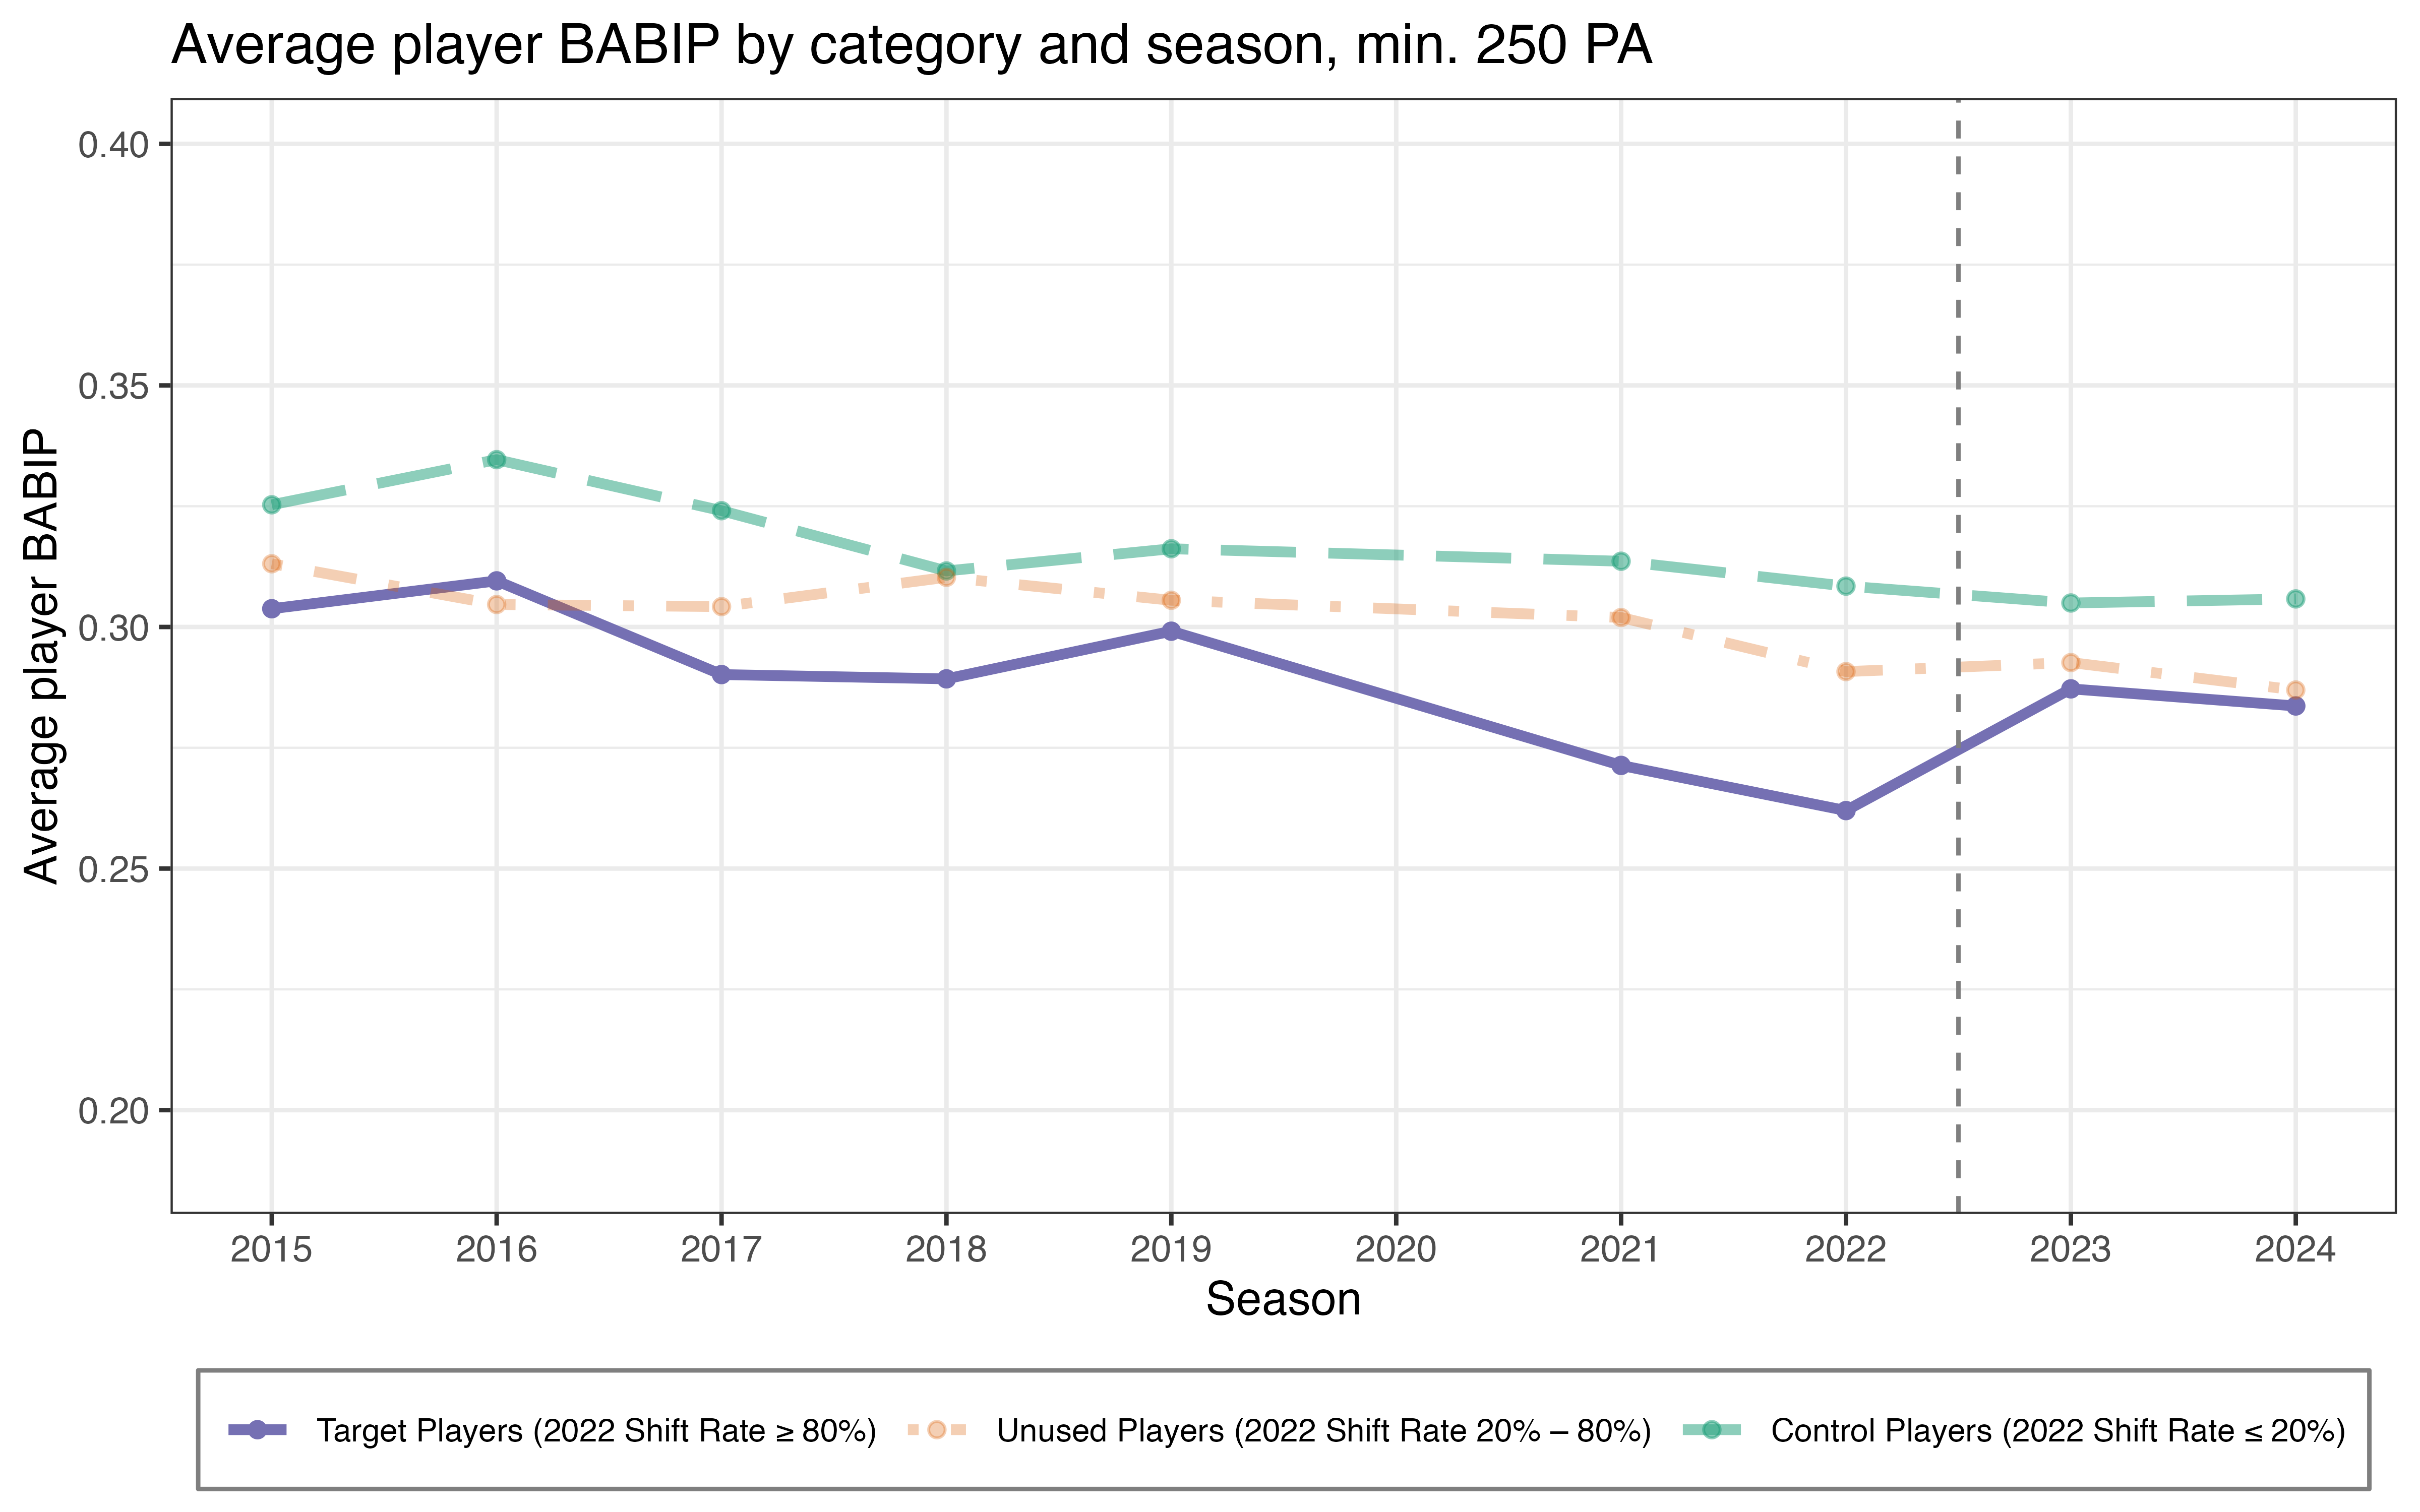 Average player BABIP by category and season, min. 250 PA
Average player BABIP
0.40
0.35
0.30
0.25
0.20
2015 2016 2017 2018 2019 2020 2021 2022 2023 2024
Season
Target Players (2022 Shift Rate ≥ 80%) Unused Players (2022 Shift Rate 20% – 80%) Control Players (2022 Shift Rate ≤ 20%)